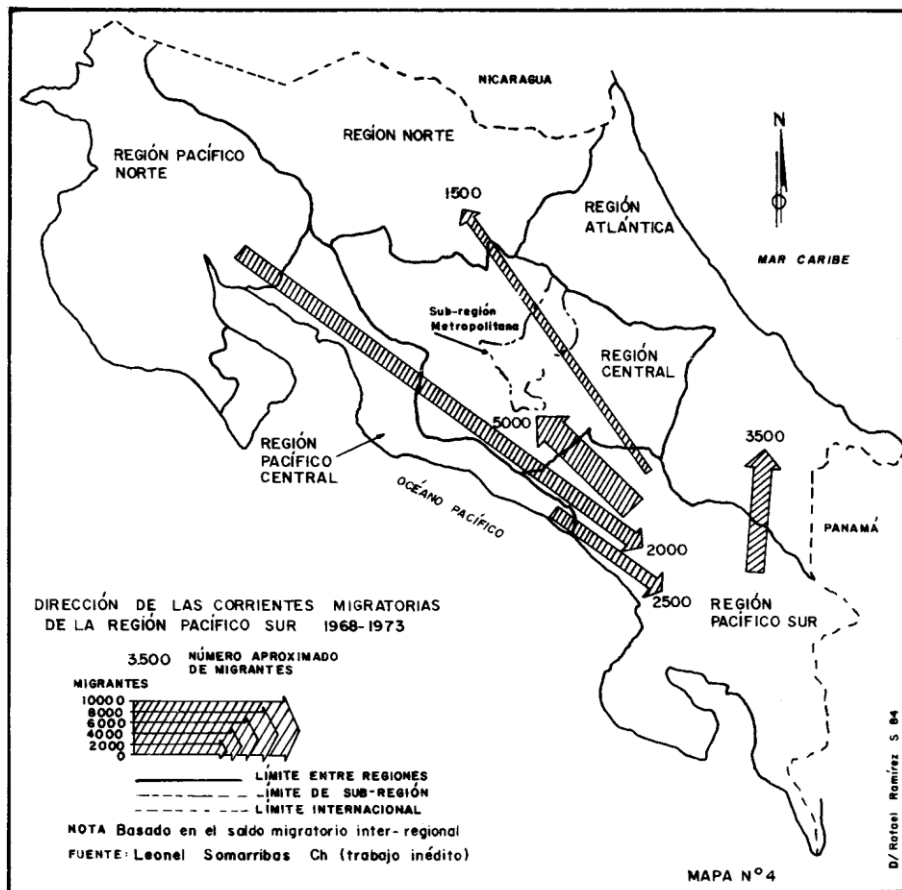 NICARAGUA
REGÍON NORTE
REGIÓN PACÍFICO
NORTE
N
1500
REGIÓN
ATLÁNTICA
MAR CARIBE
Sub-región
Metropolitana
REGIÓN
CENTRAL
5000
3500
REGIÓN
PACÍFICO
CENTRAL
OCÉANO PACÍFICO
PANAMÁ
2000
2500
REGIÓN
PACÍFICO SUR
DIRECCIÓN DE LAS CORRIENTES MIGRATORIAS
DE LA REGIÓN PACÍFICO SUR 1968-1973
3.500 NÚMERO APROXIMADO
DE MIGRANTES
MIGRANTES
10000
8000
6000
4000
2000
0
LÍMITE ENTRE REGIONES
LÍMITE DE SUB-REGIÓN
LÍMITE INTERNACIONAL
NOTA Basado en el saldo migratorio inter-regional
FUENTE: Leonel Somarribas Ch (trabajo inédito)
MAPA Nº 4
D/ Rafael Ramírez S 84